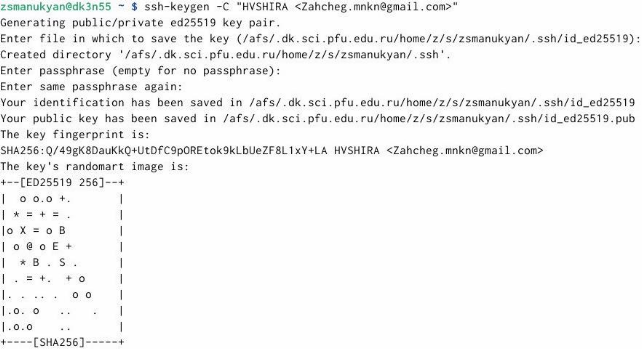 zsmanukyan@dk3n55 ~ $ ssh-keygen -C "HVSHIRA <Zahcheg.mnkn@gmail.com>"
Generating public/private ed25519 key pair.
Enter file in which to save the key (/afs/.dk.sci.pfu.edu.ru/home/z/s/zsmanukyan/.ssh/id_ed25519):
Created directory '/afs/.dk.sci.pfu.edu.ru/home/z/s/zsmanukyan/.ssh'.
Enter passphrase (empty for no passphrase):
Enter same passphrase again:
Your identification has been saved in /afs/.dk.sci.pfu.edu.ru/home/z/s/zsmanukyan/.ssh/id_ed25519
Your public key has been saved in /afs/.dk.sci.pfu.edu.ru/home/z/s/zsmanukyan/.ssh/id_ed25519.pub
The key fingerprint is:
SHA256:Q/49gK8DauKkQ+UtDfC9pOREtok9kLbUeZF8L1xY+LA HVSHIRA <Zahcheg.mnkn@gmail.com>
The key's randomart image is:
+--[ED25519 256]--+
|  o o.o +.       |
| * = + = .       |
|o X = o B        |
| o @ o E +       |
|  * B . S .      |
| . = +.  + o     |
|. . .. .  o o    |
|.o. o   ..   .   |
|.o.o    ..       |
+----[SHA256]-----+